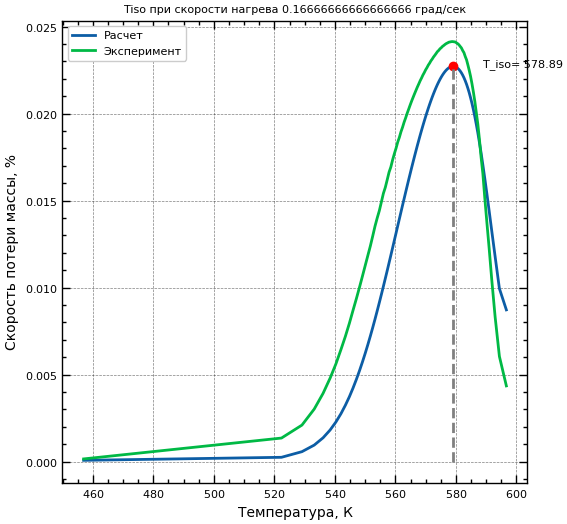 Tiso при скорости нагрева 0.16666666666666666 град/сек
Расчет
Эксперимент
T_iso= 578.89
0.025
0.020
0.015
0.010
0.005
0.000
Скорость потери массы, %
460 480 500 520 540 560 580 600
Температура, К